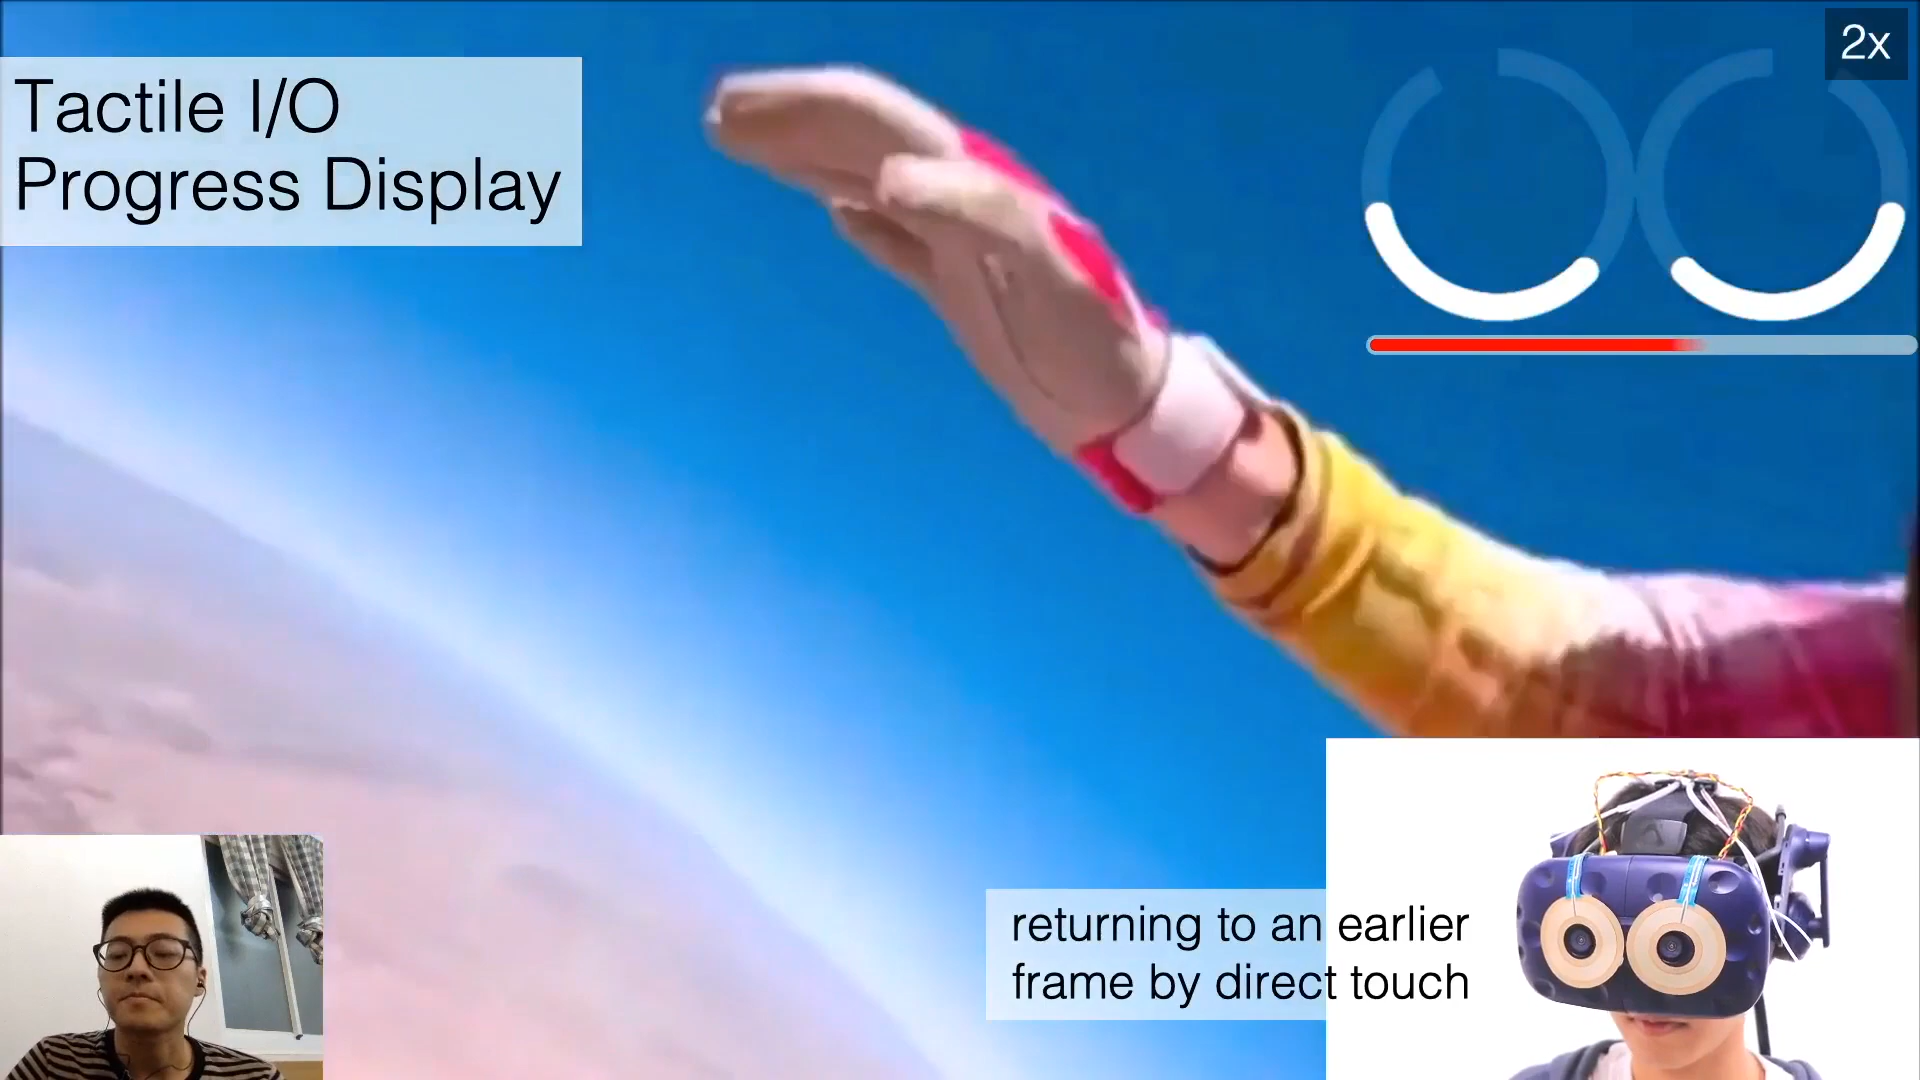 Tactile I/O
Progress Display
2x
returning to an earlier
frame by direct touch